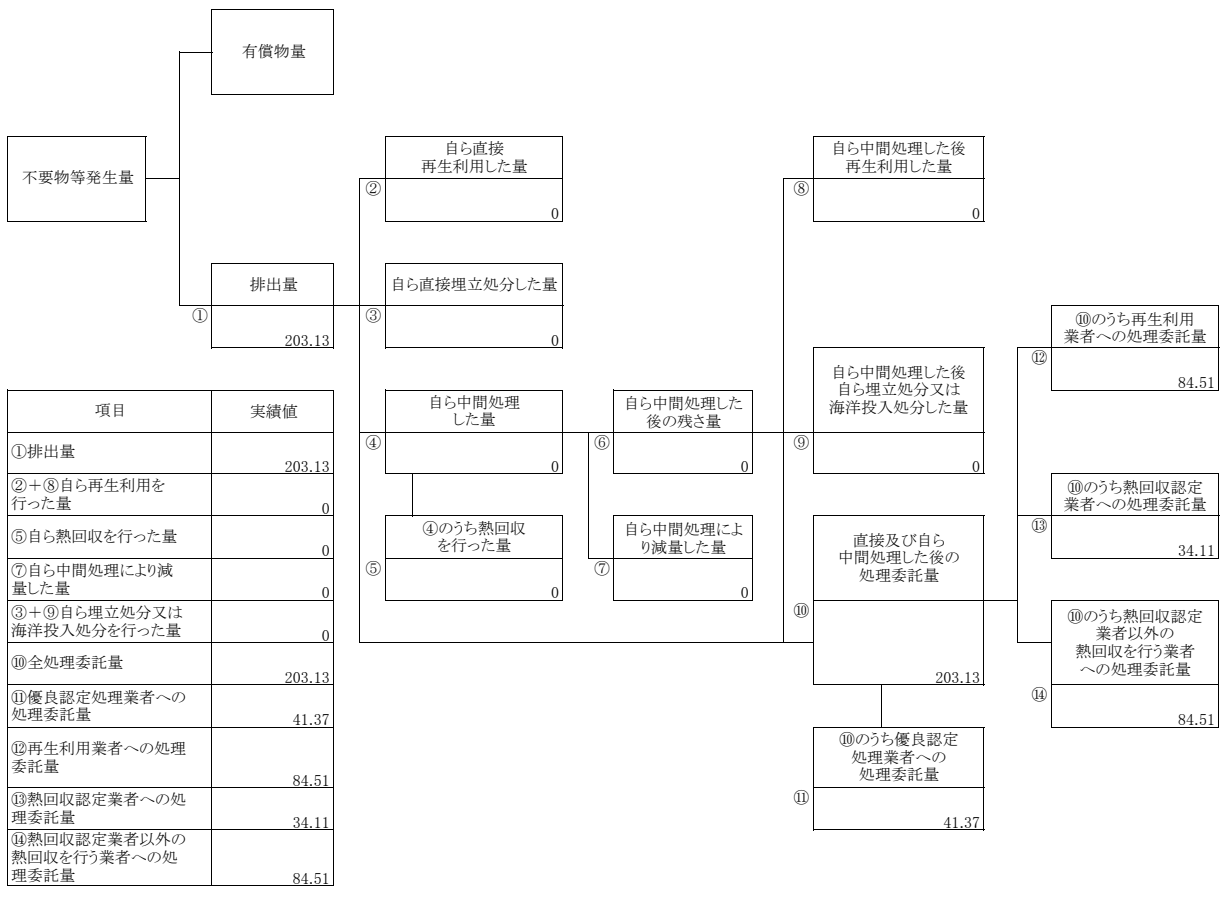 有償物量
不要物等発生量
自ら直接
再生利用した量
②
0
自ら中間処理した後
再生利用した量
⑧
0
排出量
①
203.13
自ら直接埋立処分した量
③
0
⑩のうち再生利用
業者への処理委託量
⑫
84.51
自ら中間処理
した量
④
0
自ら中間処理した
後の残さ量
⑥
0
自ら中間処理した後
自ら埋立処分又は
海洋投入処分した量
⑨
0
⑩のうち熱回収認定
業者への処理委託量
⑬
34.11
④のうち熱回収
を行った量
⑤
0
自ら中間処理によ
り減量した量
⑦
0
直接及び自ら
中間処理した後の
処理委託量
⑩
203.13
⑩のうち熱回収認定
業者以外の
熱回収を行う業者
への処理委託量
⑭
84.51
⑩のうち優良認定
処理業者への
処理委託量
⑪
41.37
項目 実績値
①排出量
203.13
②＋⑧自ら再生利用を
行った量
0
⑤自ら熱回収を行った量
0
⑦自ら中間処理により減
量した量
0
③＋⑨自ら埋立処分又は
海洋投入処分を行った量
0
⑩全処理委託量
203.13
⑪優良認定処理業者への
処理委託量
41.37
⑫再生利用業者への処理
委託量
84.51
⑬熱回収認定業者への処
理委託量
34.11
⑭熱回収認定業者以外の
熱回収を行う業者への処
理委託量
84.51